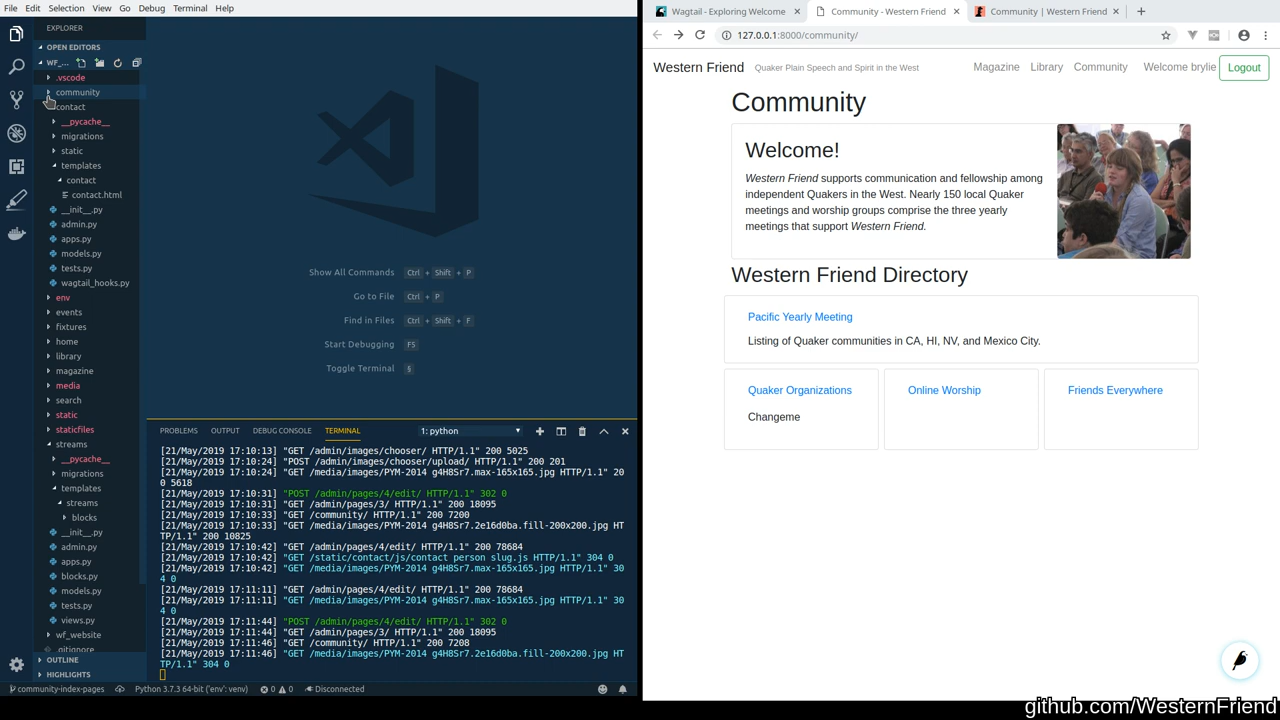 File Edit Selection View Go Debug Terminal Help
EXPLORER
OPEN EDITORS
WF_...
.vscode
community
contact
__pycache__
migrations
static
templates
contact
contact.html
__init__.py
admin.py
apps.py
models.py
tests.py
wagtail_hooks.py
env
events
fixtures
home
library
magazine
media
search
static
staticfiles
streams
__pycache__
migrations
templates
streams
blocks
__init__.py
admin.py
apps.py
blocks.py
models.py
tests.py
views.py
wf_website
.gitignore
OUTLINE
HIGHLIGHTS
Show All Commands Ctrl + Shift + P
Go to File Ctrl + P
Find in Files Ctrl + Shift + F
Start Debugging F5
Toggle Terminal §
PROBLEMS OUTPUT DEBUG CONSOLE TERMINAL 1: python
[21/May/2019 17:10:13] "GET /admin/images/chooser/ HTTP/1.1" 200 5025
[21/May/2019 17:10:24] "POST /admin/images/chooser/upload/ HTTP/1.1" 200 201
[21/May/2019 17:10:24] "GET /media/images/PYM-2014_g4H8Sr7.max-165x165.jpg HTTP/1.1" 20
0 5618
[21/May/2019 17:10:31] "POST /admin/pages/4/edit/ HTTP/1.1" 302 0
[21/May/2019 17:10:31] "GET /admin/pages/3/ HTTP/1.1" 200 18095
[21/May/2019 17:10:33] "GET /community/ HTTP/1.1" 200 7200
[21/May/2019 17:10:33] "GET /media/images/PYM-2014_g4H8Sr7.2e16d0ba.fill-200x200.jpg HT
TP/1.1" 200 10825
[21/May/2019 17:10:42] "GET /admin/pages/4/edit/ HTTP/1.1" 200 78684
[21/May/2019 17:10:42] "GET /static/contact/js/contact_person_slug.js HTTP/1.1" 304 0
[21/May/2019 17:10:42] "GET /media/images/PYM-2014_g4H8Sr7.max-165x165.jpg HTTP/1.1" 30
4 0
[21/May/2019 17:11:11] "GET /admin/pages/4/edit/ HTTP/1.1" 200 78684
[21/May/2019 17:11:11] "GET /media/images/PYM-2014_g4H8Sr7.max-165x165.jpg HTTP/1.1" 30
4 0
[21/May/2019 17:11:44] "POST /admin/pages/4/edit/ HTTP/1.1" 302 0
[21/May/2019 17:11:44] "GET /admin/pages/3/ HTTP/1.1" 200 18095
[21/May/2019 17:11:46] "GET /community/ HTTP/1.1" 200 7208
[21/May/2019 17:11:46] "GET /media/images/PYM-2014_g4H8Sr7.2e16d0ba.fill-200x200.jpg HT
TP/1.1" 304 0
community-index-pages Python 3.7.3 64-bit ('env': venv) 0 0 Disconnected
Wagtail - Exploring Welcome Community - Western Friend Community | Western Friend
127.0.0.1:8000/community/
Western Friend Quaker Plain Speech and Spirit in the West Magazine Library Community Welcome brylie Logout
Community
Welcome!
Western Friend supports communication and fellowship among
independent Quakers in the West. Nearly 150 local Quaker
meetings and worship groups comprise the three yearly
meetings that support Western Friend.
Western Friend Directory
Pacific Yearly Meeting
Listing of Quaker communities in CA, HI, NV, and Mexico City.
Quaker Organizations Online Worship Friends Everywhere
Changeme
github.com/WesternFriend